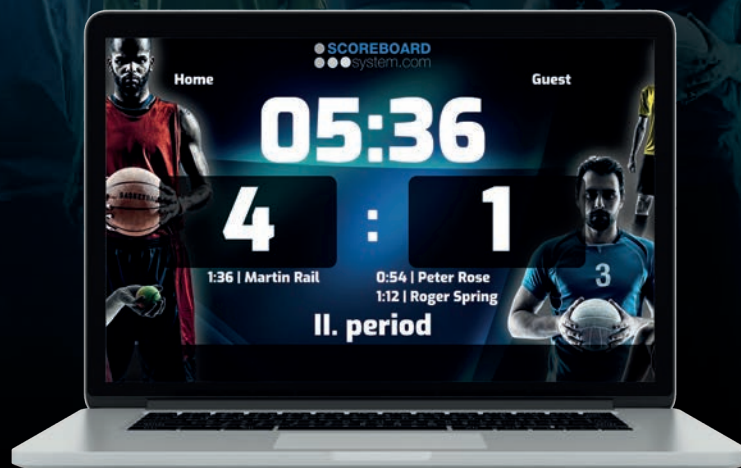 SCOREBOARD
system.com
Home
Guest
05:36
4 : 1
1:36 | Martin Rail
0:54 | Peter Rose
1:12 | Roger Spring
II. period
BASKETBALL
3